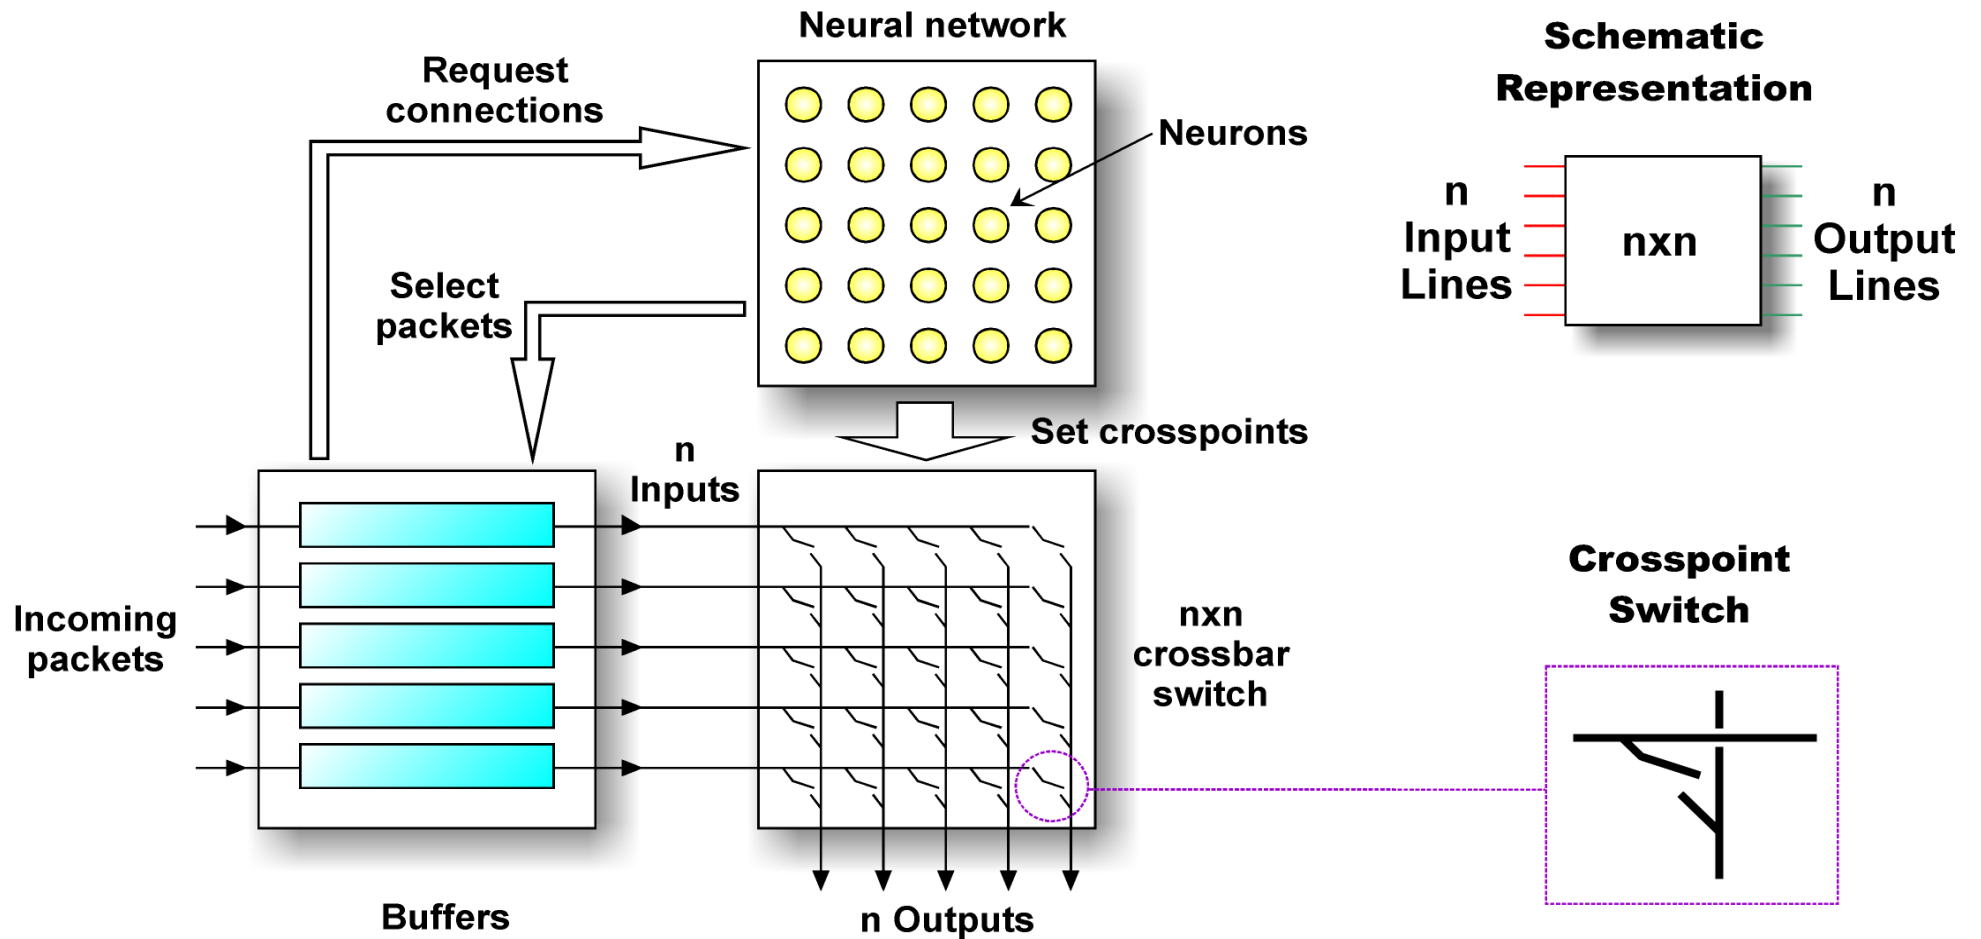 Neural network
Request
connections
Neurons
Select
packets
Set crosspoints
n
Inputs
Incoming
packets
nxn
crossbar
switch
Buffers
n Outputs
Schematic
Representation
n
Input
Lines
nxn
n
Output
Lines
Crosspoint
Switch